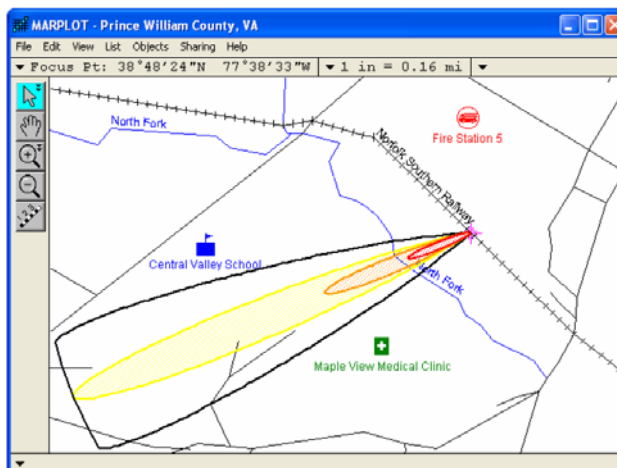 MARPLOT - Prince William County, VA
File Edit View List Objects Sharing Help
Focus Pt: 38°48'24"N 77°38'33"W 1 in = 0.16 mi
North Fork
Fire Station 5
Norfolk Southern Railway
Central Valley School
North Fork
Maple View Medical Clinic